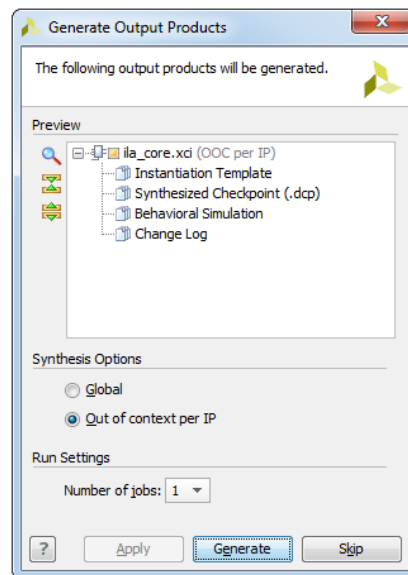 Generate Output Products
The following output products will be generated.
Preview
ila_core.xci (OOC per IP)
Instantiation Template
Synthesized Checkpoint (.dcp)
Behavioral Simulation
Change Log
Synthesis Options
Global
Out of context per IP
Run Settings
Number of jobs: 1
? Apply Generate Skip